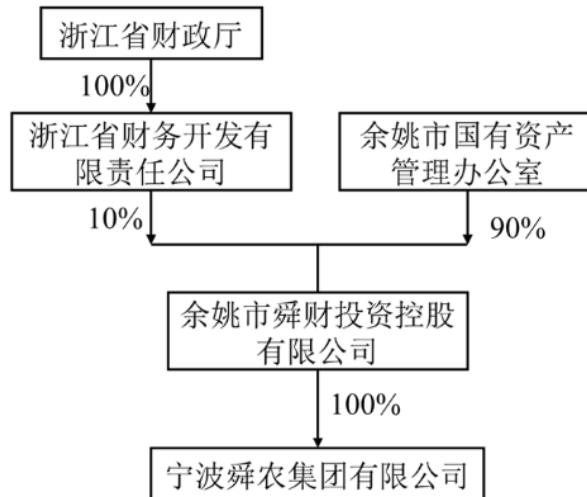 浙江省财政厅
100%
浙江省财务开发有
限责任公司
余姚市国有资产
管理办公室
10%
90%
余姚市舜财投资控股
有限公司
100%
宁波舜农集团有限公司